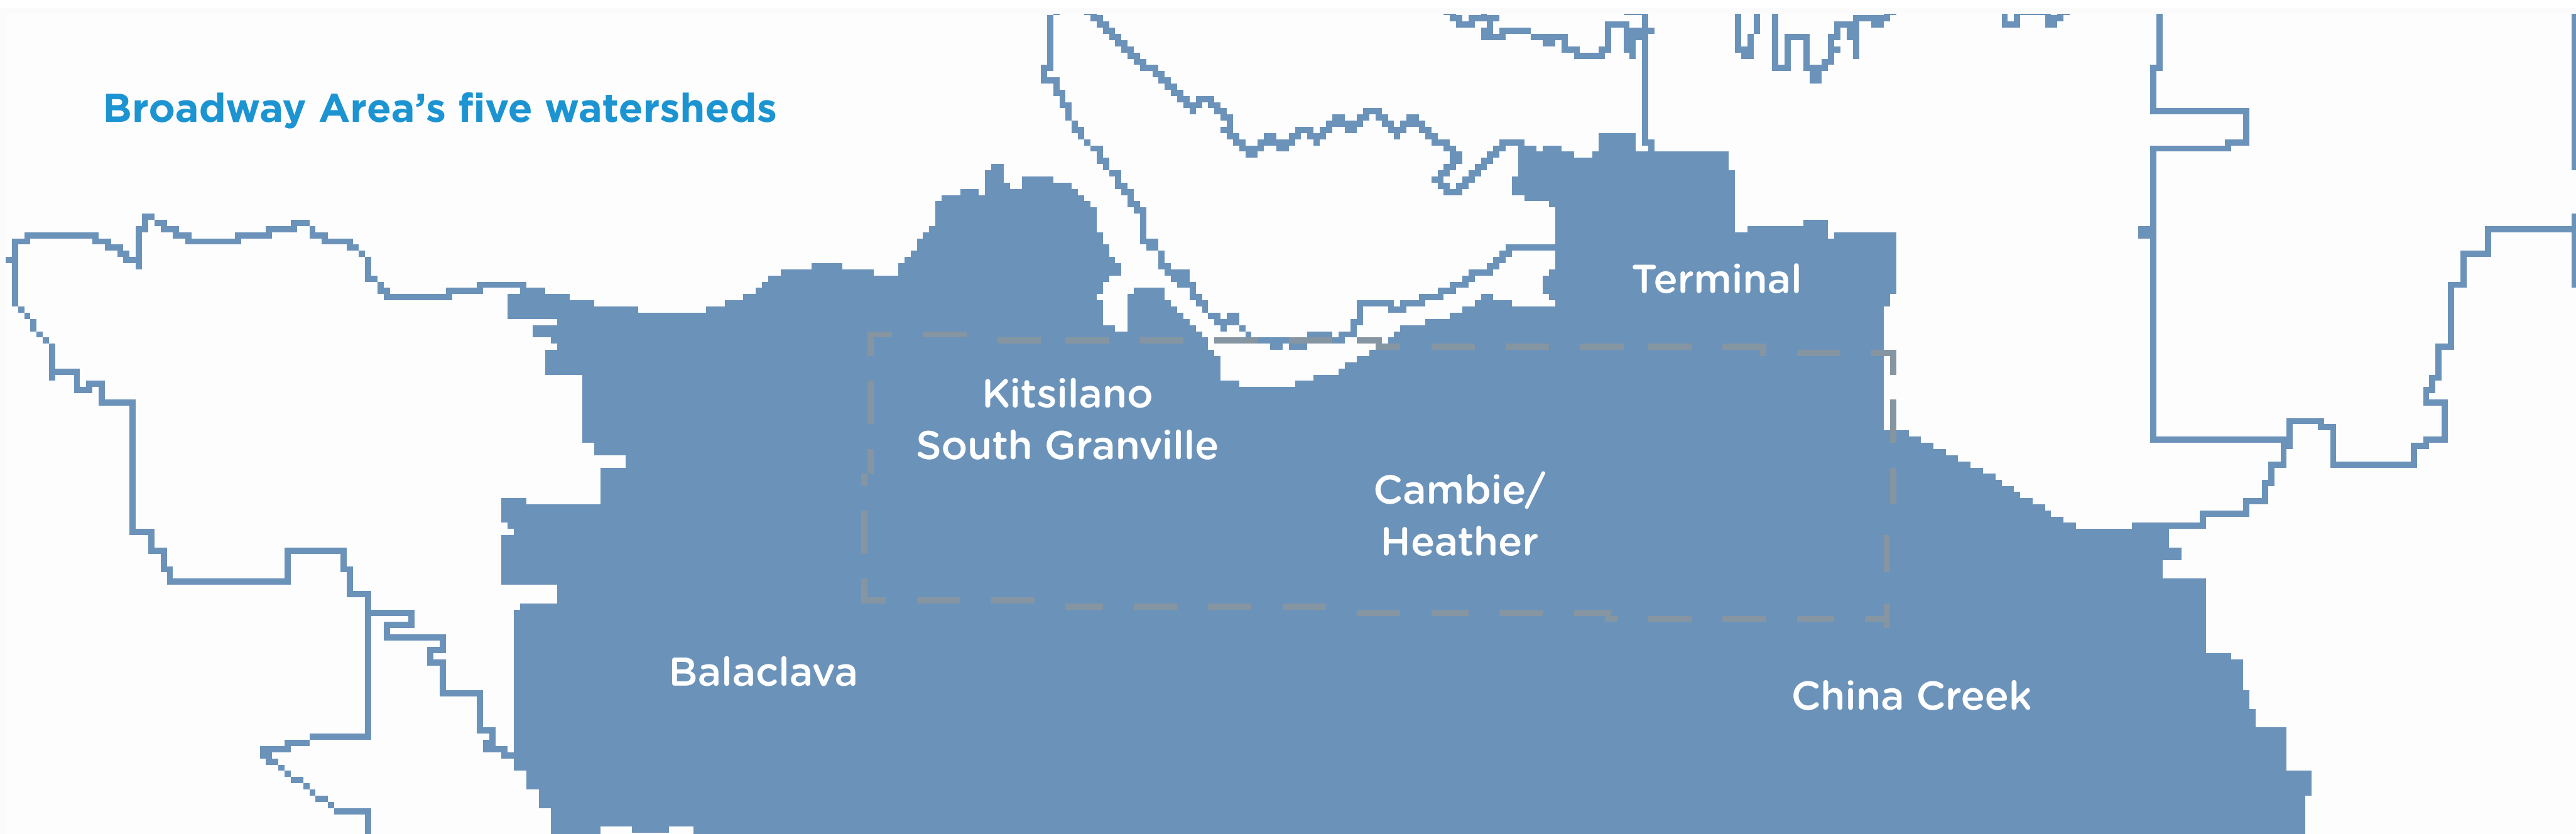 Broadway Area’s five watersheds
Terminal
Kitsilano
South Granville
Cambie/
Heather
Balaclava
China Creek